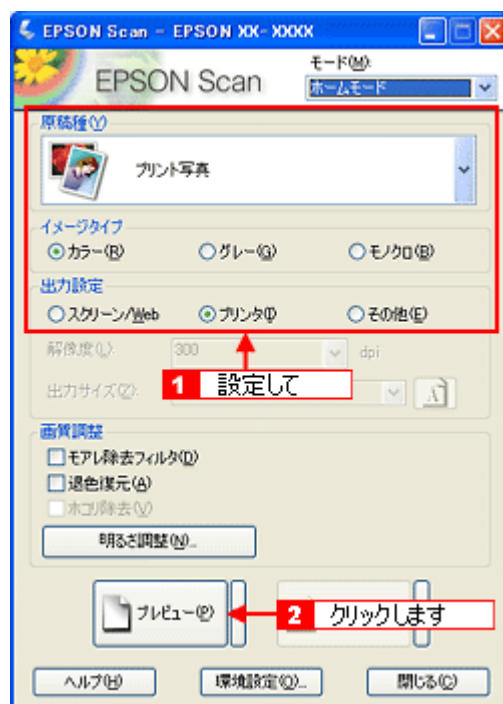 EPSON Scan - EPSON XX-XXXX
EPSON Scan
モード(M):
ホームモード
原稿種(Y)
プリント写真
イメージタイプ
カラー(R) グレー(G) モノクロ(B)
出力設定
スクリーン/Web プリンタ(I) その他(E)
解像度(L): 300 dpi
1 設定して
出力サイズ(Z):
画質調整
モアレ除去フィルタ(D)
退色復元(A)
ホコリ除去(V)
明るさ調整(N)...
プレビュー(P)
2 クリックします
ヘルプ(H) 環境設定(O)... 閉じる(C)